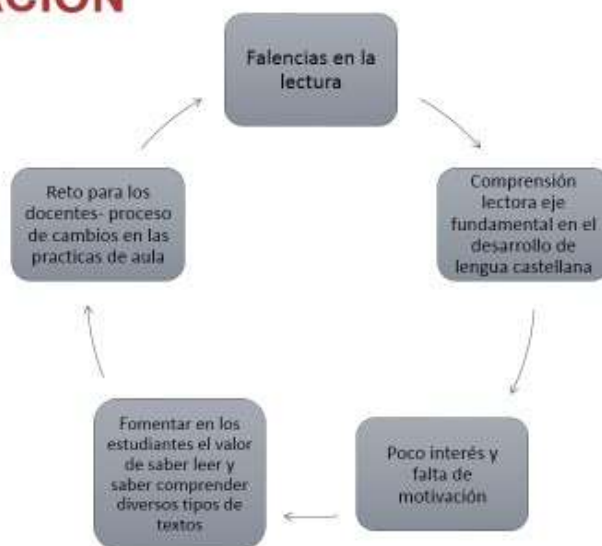 Falencias en la
lectura
Comprensión
lectora eje
fundamental en el
desarrollo de
lengua castellana
Poco interés y
falta de
motivación
Fomentar en los
estudiantes el valor
de saber leer y
saber comprender
diversos tipos de
textos
Reto para los
docentes- proceso
de cambios en las
practicas de aula